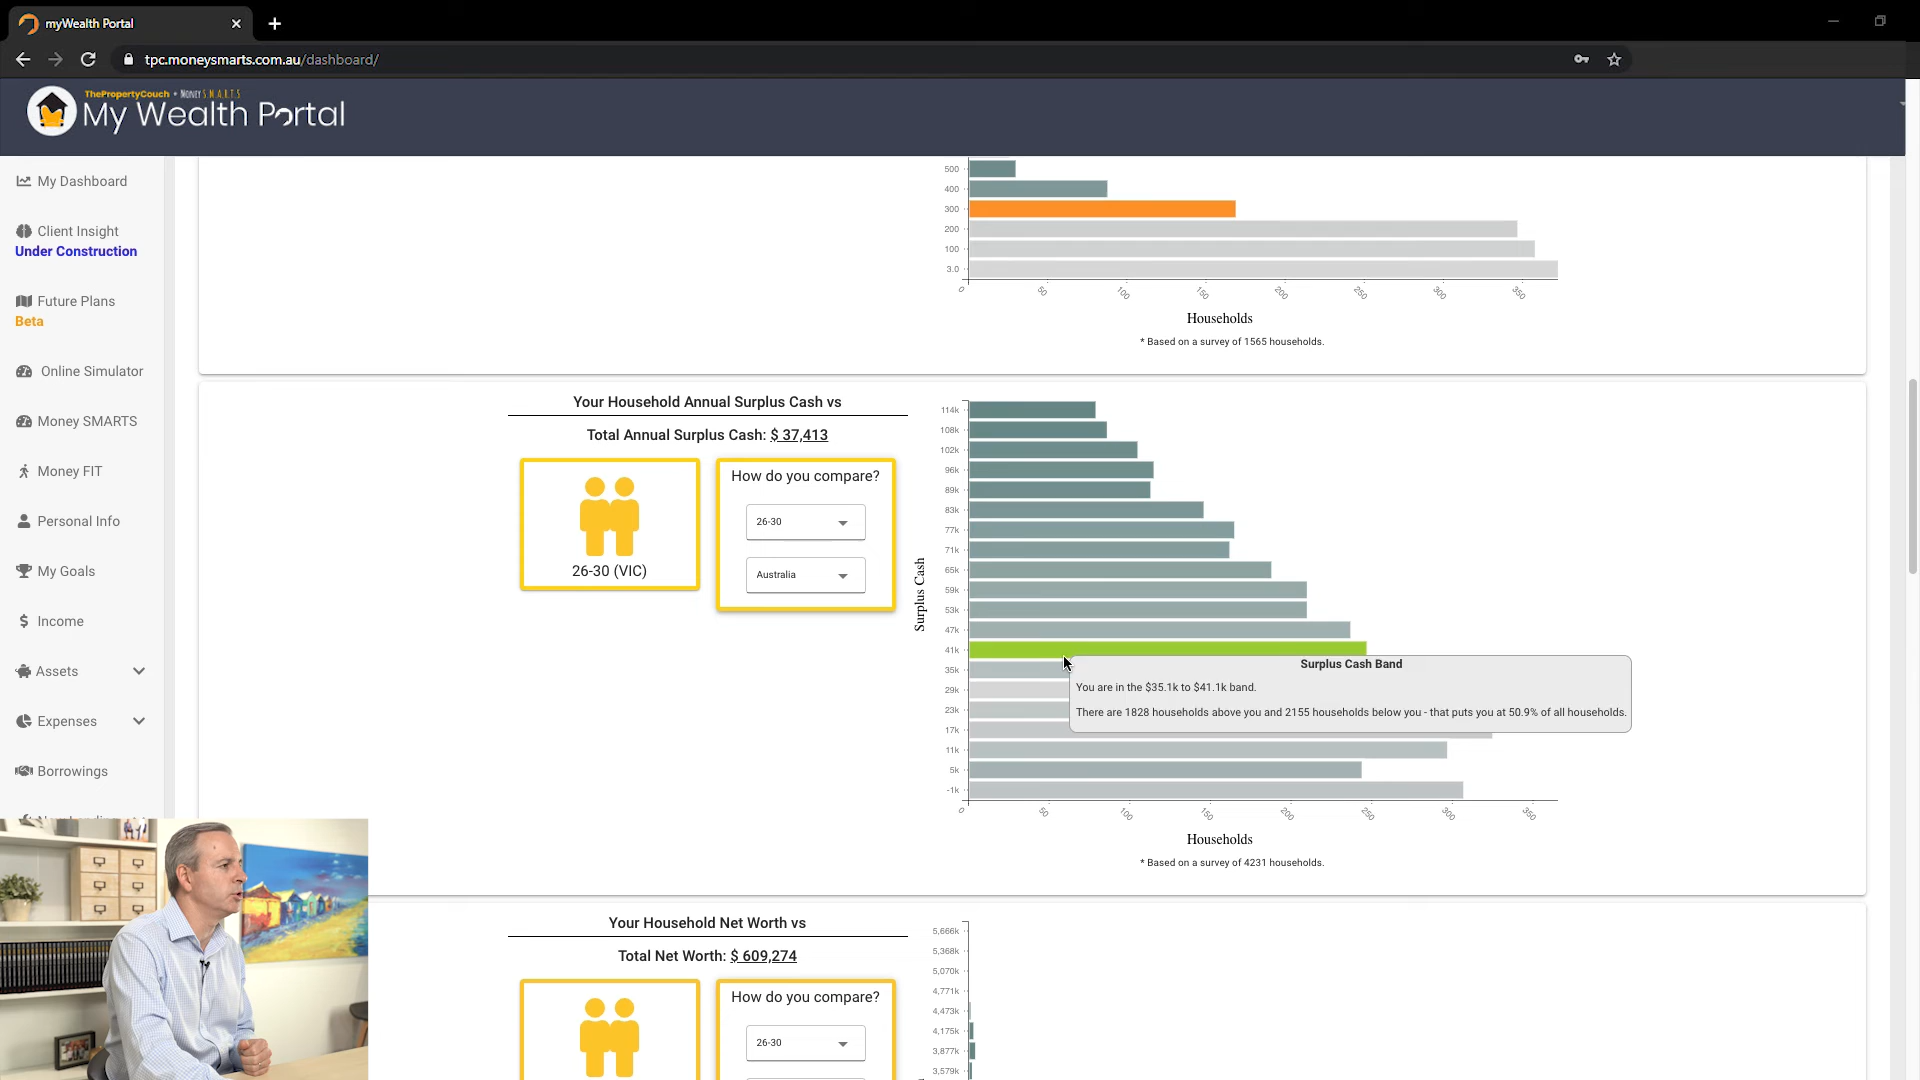 myWealth Portal
tpc.moneysmarts.com.au/dashboard/
ThePropertyCouch • MONEY S.M.A.R.T.S
My Wealth Portal
My Dashboard
Client Insight
Under Construction
Future Plans
Beta
Online Simulator
Money SMARTS
Money FIT
Personal Info
My Goals
Income
Assets
Expenses
Borrowings
500
400
300
200
100
3.0
0 50 100 150 200 250 300 350
Households
* Based on a survey of 1565 households.
Your Household Annual Surplus Cash vs
Total Annual Surplus Cash: $ 37,413
26-30 (VIC)
How do you compare?
26-30
Australia
Surplus Cash
114k
108k
102k
96k
89k
83k
77k
71k
65k
59k
53k
47k
41k
35k
29k
23k
17k
11k
5k
-1k
Surplus Cash Band
You are in the $35.1k to $41.1k band.
There are 1828 households above you and 2155 households below you - that puts you at 50.9% of all households.
0 50 100 150 200 250 300 350
Households
* Based on a survey of 4231 households.
Your Household Net Worth vs
Total Net Worth: $ 609,274
How do you compare?
26-30
5,666k
5,368k
5,070k
4,771k
4,473k
4,175k
3,877k
3,579k